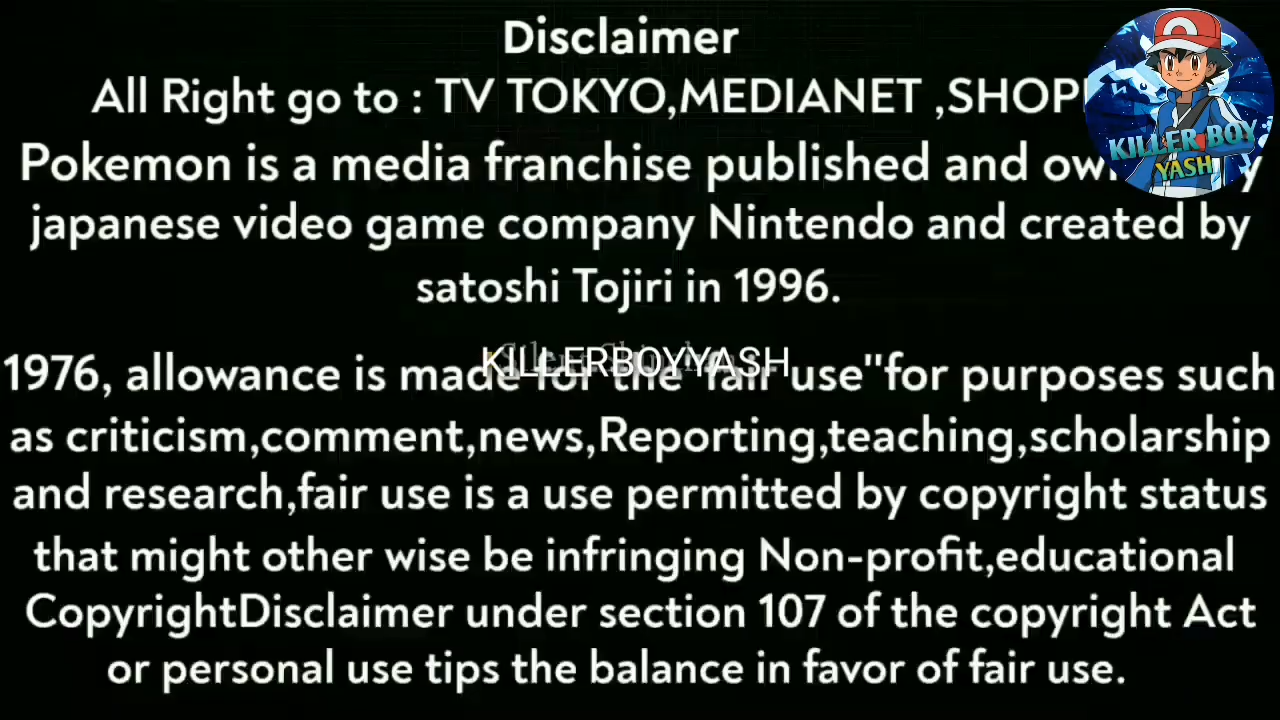 Disclaimer
All Right go to : TV TOKYO,MEDIANET ,SHOP
KILLER BOY
YASH
Pokemon is a media franchise published and
japanese video game company Nintendo and created by
satoshi Tojiri in 1996.
KILLERBOYYASH
1976, allowance is made for the "fair use"for purposes such
as criticism,comment,news,Reporting,teaching,scholarship
and research,fair use is a use permitted by copyright status
that might other wise be infringing Non-profit,educational
CopyrightDisclaimer under section 107 of the copyright Act
or personal use tips the balance in favor of fair use.